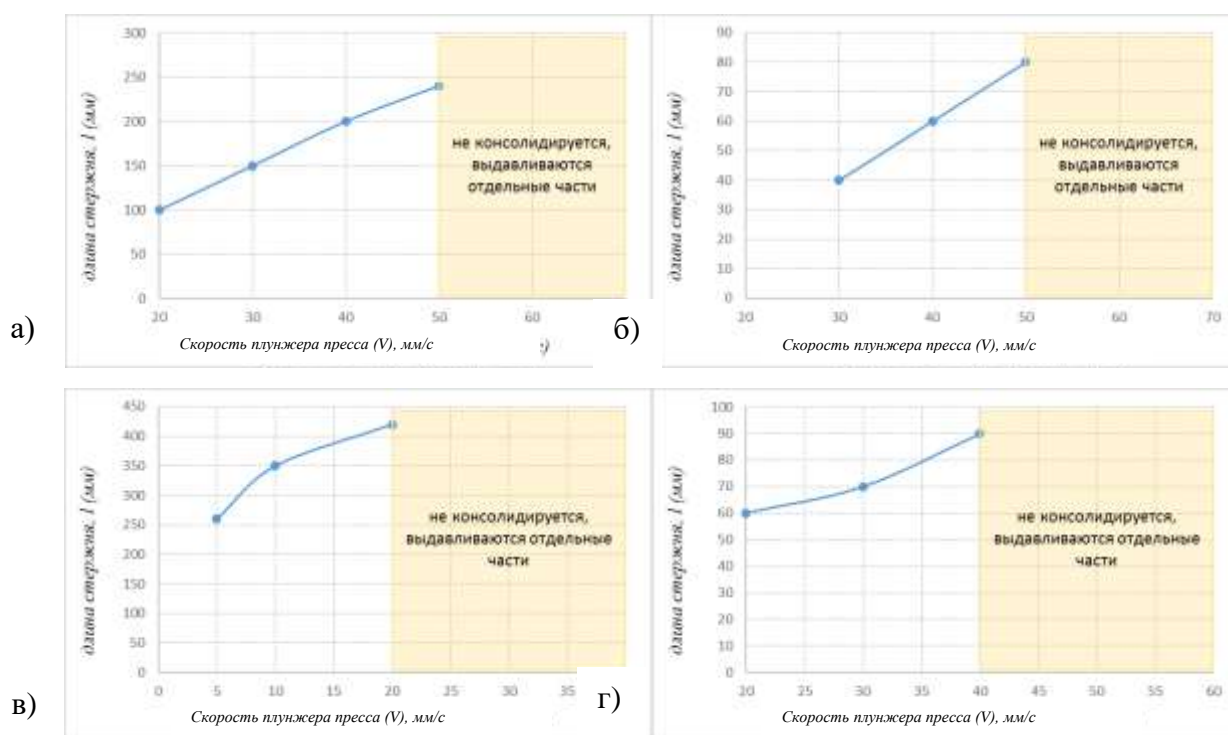 300
250
200
150
100
50
0
длина стержня, l (мм)
не консолидируется,
выдавливаются
отдельные части
20 30 40 50 60
Скорость плунжера пресса (V), мм/с
а)
90
80
70
60
50
40
30
20
10
0
длина стержня, l (мм)
не консолидируется,
выдавливаются
отдельные части
20 30 40 50 60 70
Скорость плунжера пресса (V), мм/с
б)
450
400
350
300
250
200
150
100
50
0
длина стержня, l (мм)
не консолидируется,
выдавливаются отдельные
части
0 5 10 15 20 25 30 35
Скорость плунжера пресса (V), мм/с
в)
100
90
80
70
60
50
40
30
20
10
0
длина стержня, l (мм)
не консолидируется,
выдавливаются отдельные
части
20 25 30 35 40 45 50 55 60
Скорость плунжера пресса (V), мм/с
г)